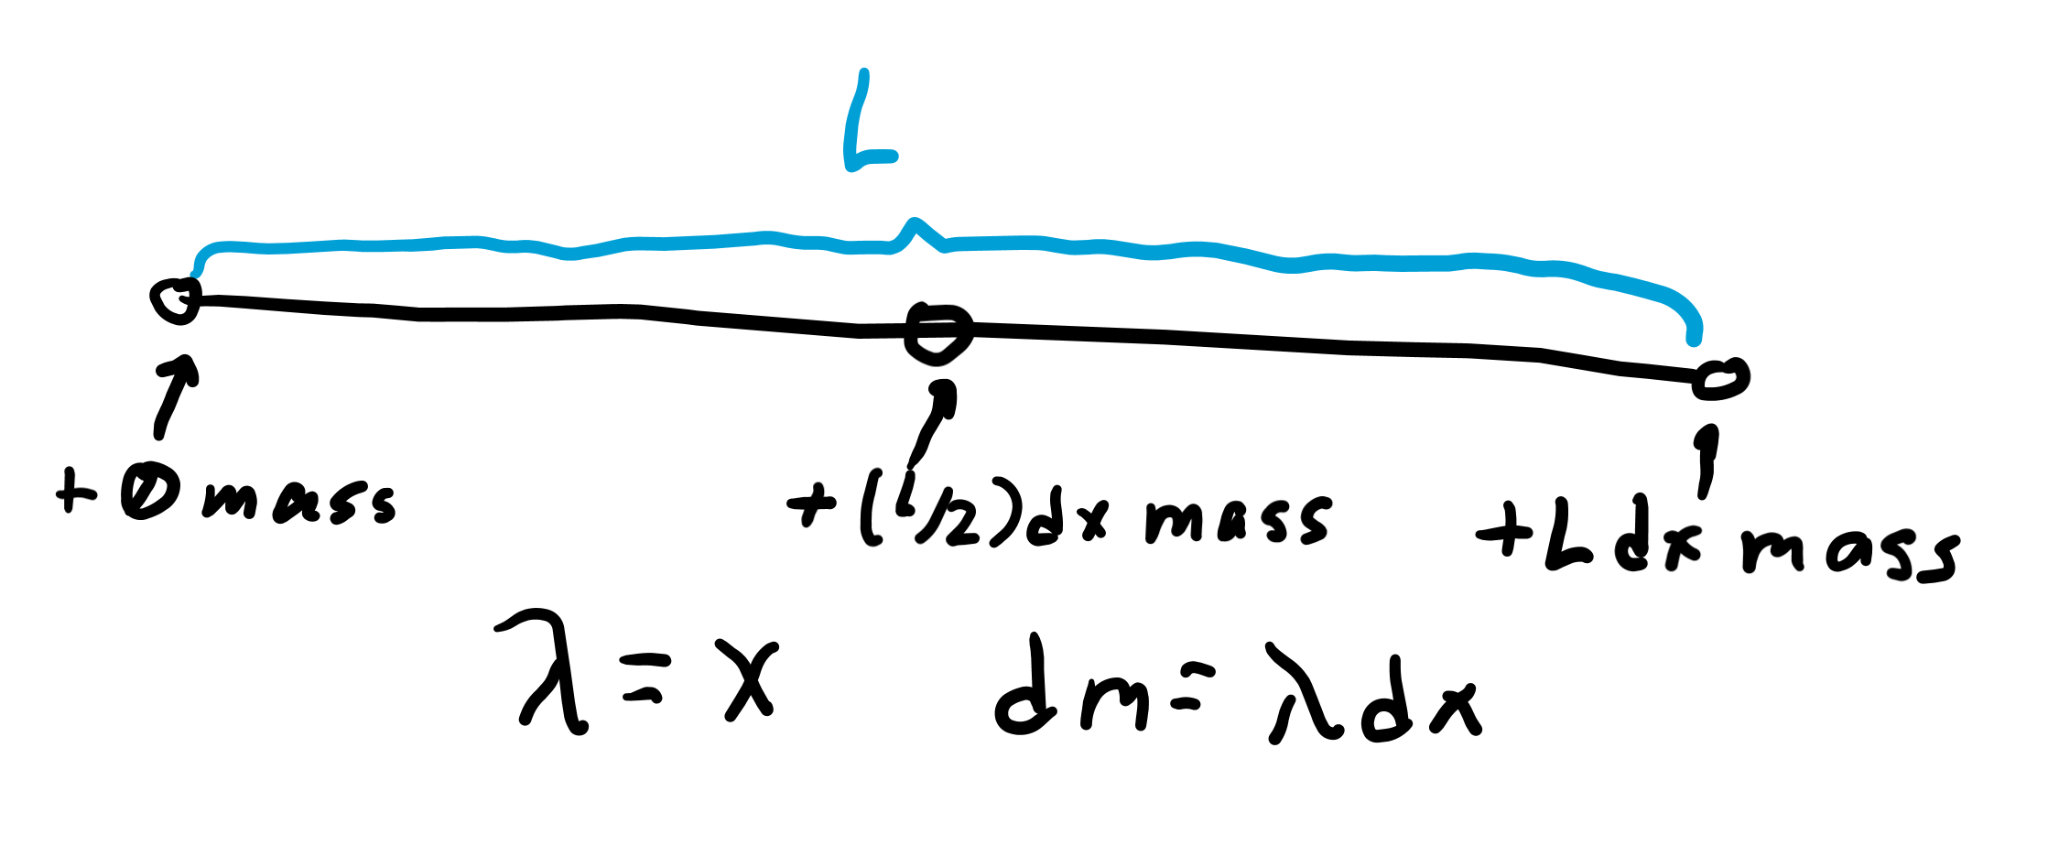 L
+0 mass
+(L/2)dx mass
+L dx mass
λ = x
dm = λdx